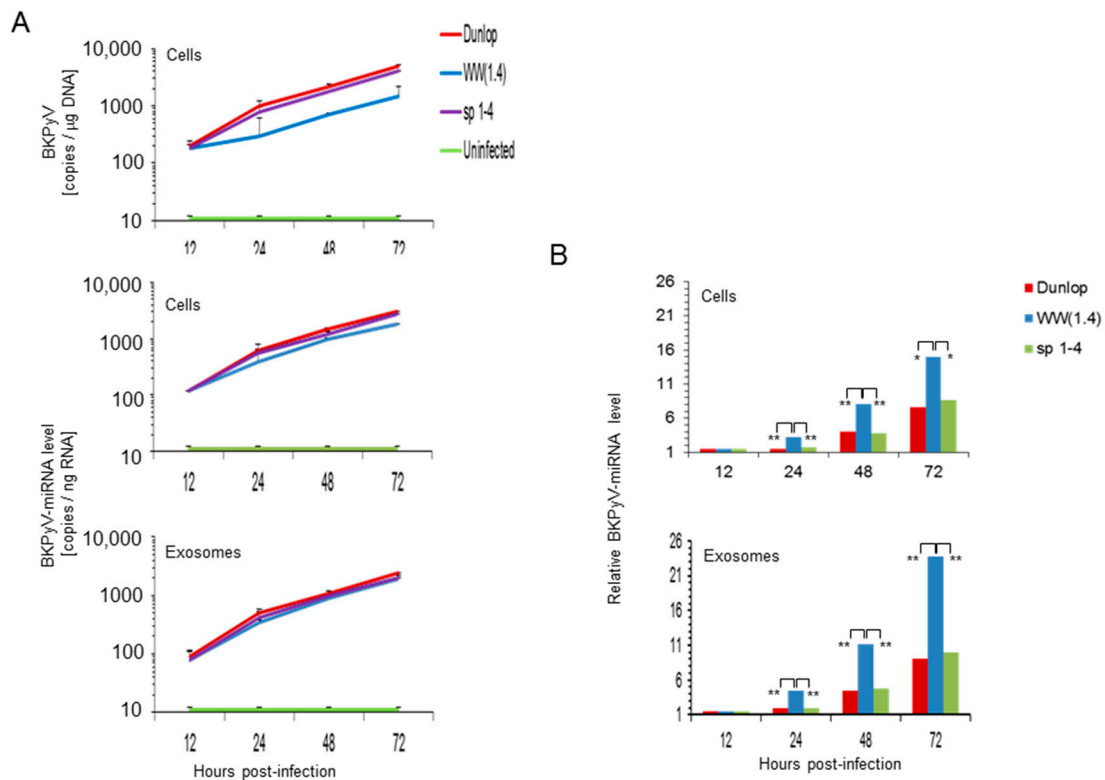 A
Cells
Dunlop
WW(1.4)
sp 1-4
Uninfected
BKPyV
[copies / µg DNA]
10,000
1000
100
10
12
24
48
72
Cells
BKPyV-miRNA level
[copies / ng RNA]
10,000
1000
100
10
12
24
48
72
Exosomes
10,000
1000
100
10
12
24
48
72
Hours post-infection
B
Cells
Dunlop
WW(1.4)
sp 1-4
Relative BKPyV-miRNA level
26
21
16
11
6
1
** **
** **
* *
12
24
48
72
Exosomes
26
21
16
11
6
1
** **
** **
** **
12
24
48
72
Hours post-infection